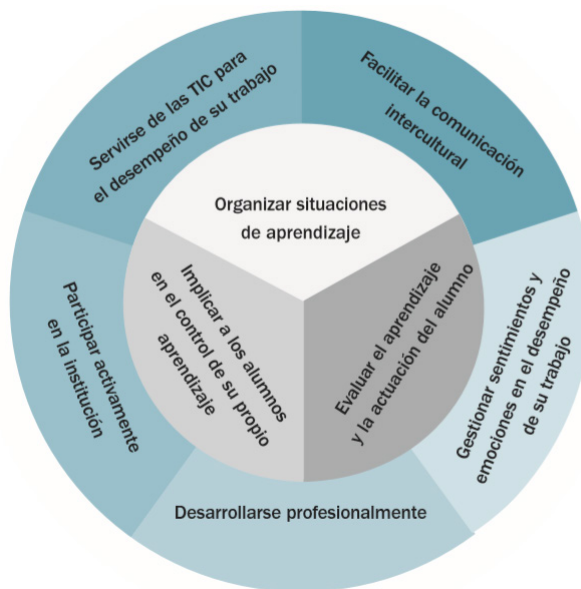 Servirse de las TIC para
el desempeño de su trabajo
Facilitar la comunicación
intercultural
Organizar situaciones
de aprendizaje
Implicar a los alumnos
en el control de su propio
aprendizaje
Evaluar el aprendizaje
y la actuación del alumno
Participar activamente
en la institución
Gestionar sentimientos y
emociones en el desempeño
de su trabajo
Desarrollarse profesionalmente